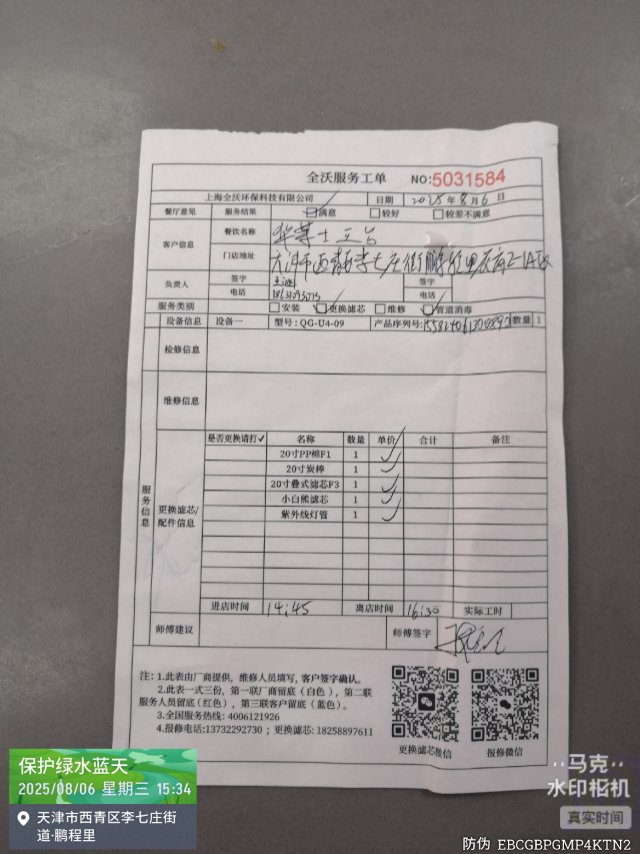 全沃服务工单 NO:5031584
上海全沃环保科技有限公司 日期 2025年8月6日
餐厅意见 服务结果 满意 较好 较差不满意
客户信息 餐饮名称
门店地址
负责人 签字 签字
电话 电话
服务类别 安装 更换滤芯 维修 管道消毒
设备信息 设备一 型号:QG-U4-09 产品序列号: 数量 1
检修信息
维修信息
服务信息
更换滤芯/配件信息
是否更换请打✓ 名称 数量 单价 合计 备注
20寸PP棉F1 1 ✓
20寸炭棒 1 ✓
20寸叠式滤芯F3 1 ✓
小白熊滤芯 1 ✓
紫外线灯管 1 ✓
进店时间 14:45 离店时间 16:30 实际工时
师傅建议 师傅签字
注:1.此表由厂商提供,维修人员填写,客户签字确认。
2.此表一式三份,第一联厂商留底(白色),第二联
服务人员留底(红色),第三联客户留底(蓝色)。
3.全国服务热线: 4006121926
4.报修电话:13732292730 ; 更换滤芯: 18258897611
更换滤芯微信 报修微信
保护绿水蓝天
2025/08/06 星期三 15:34
天津市西青区李七庄街
道·鹏程里
马克
水印相机
真实时间
防伪 EBCGBPGMP4KTN2